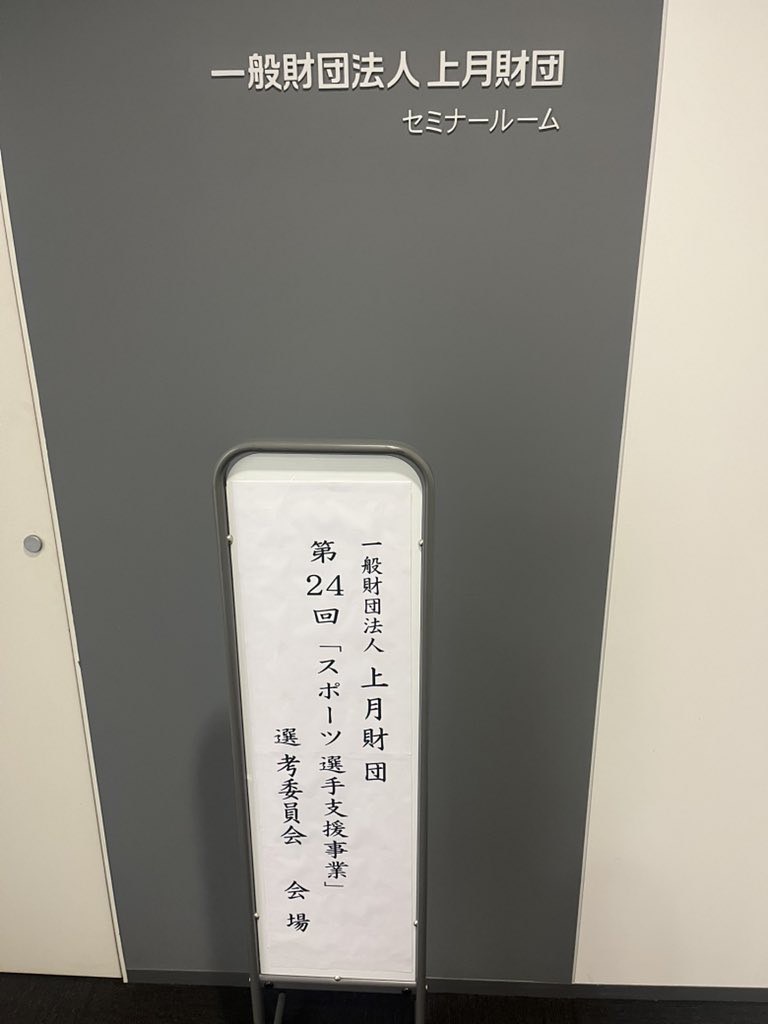 一般財団法人 上月財団
セミナールーム
一般財団法人 上月財団
第24回「スポーツ選手支援事業」
選考委員会 会場